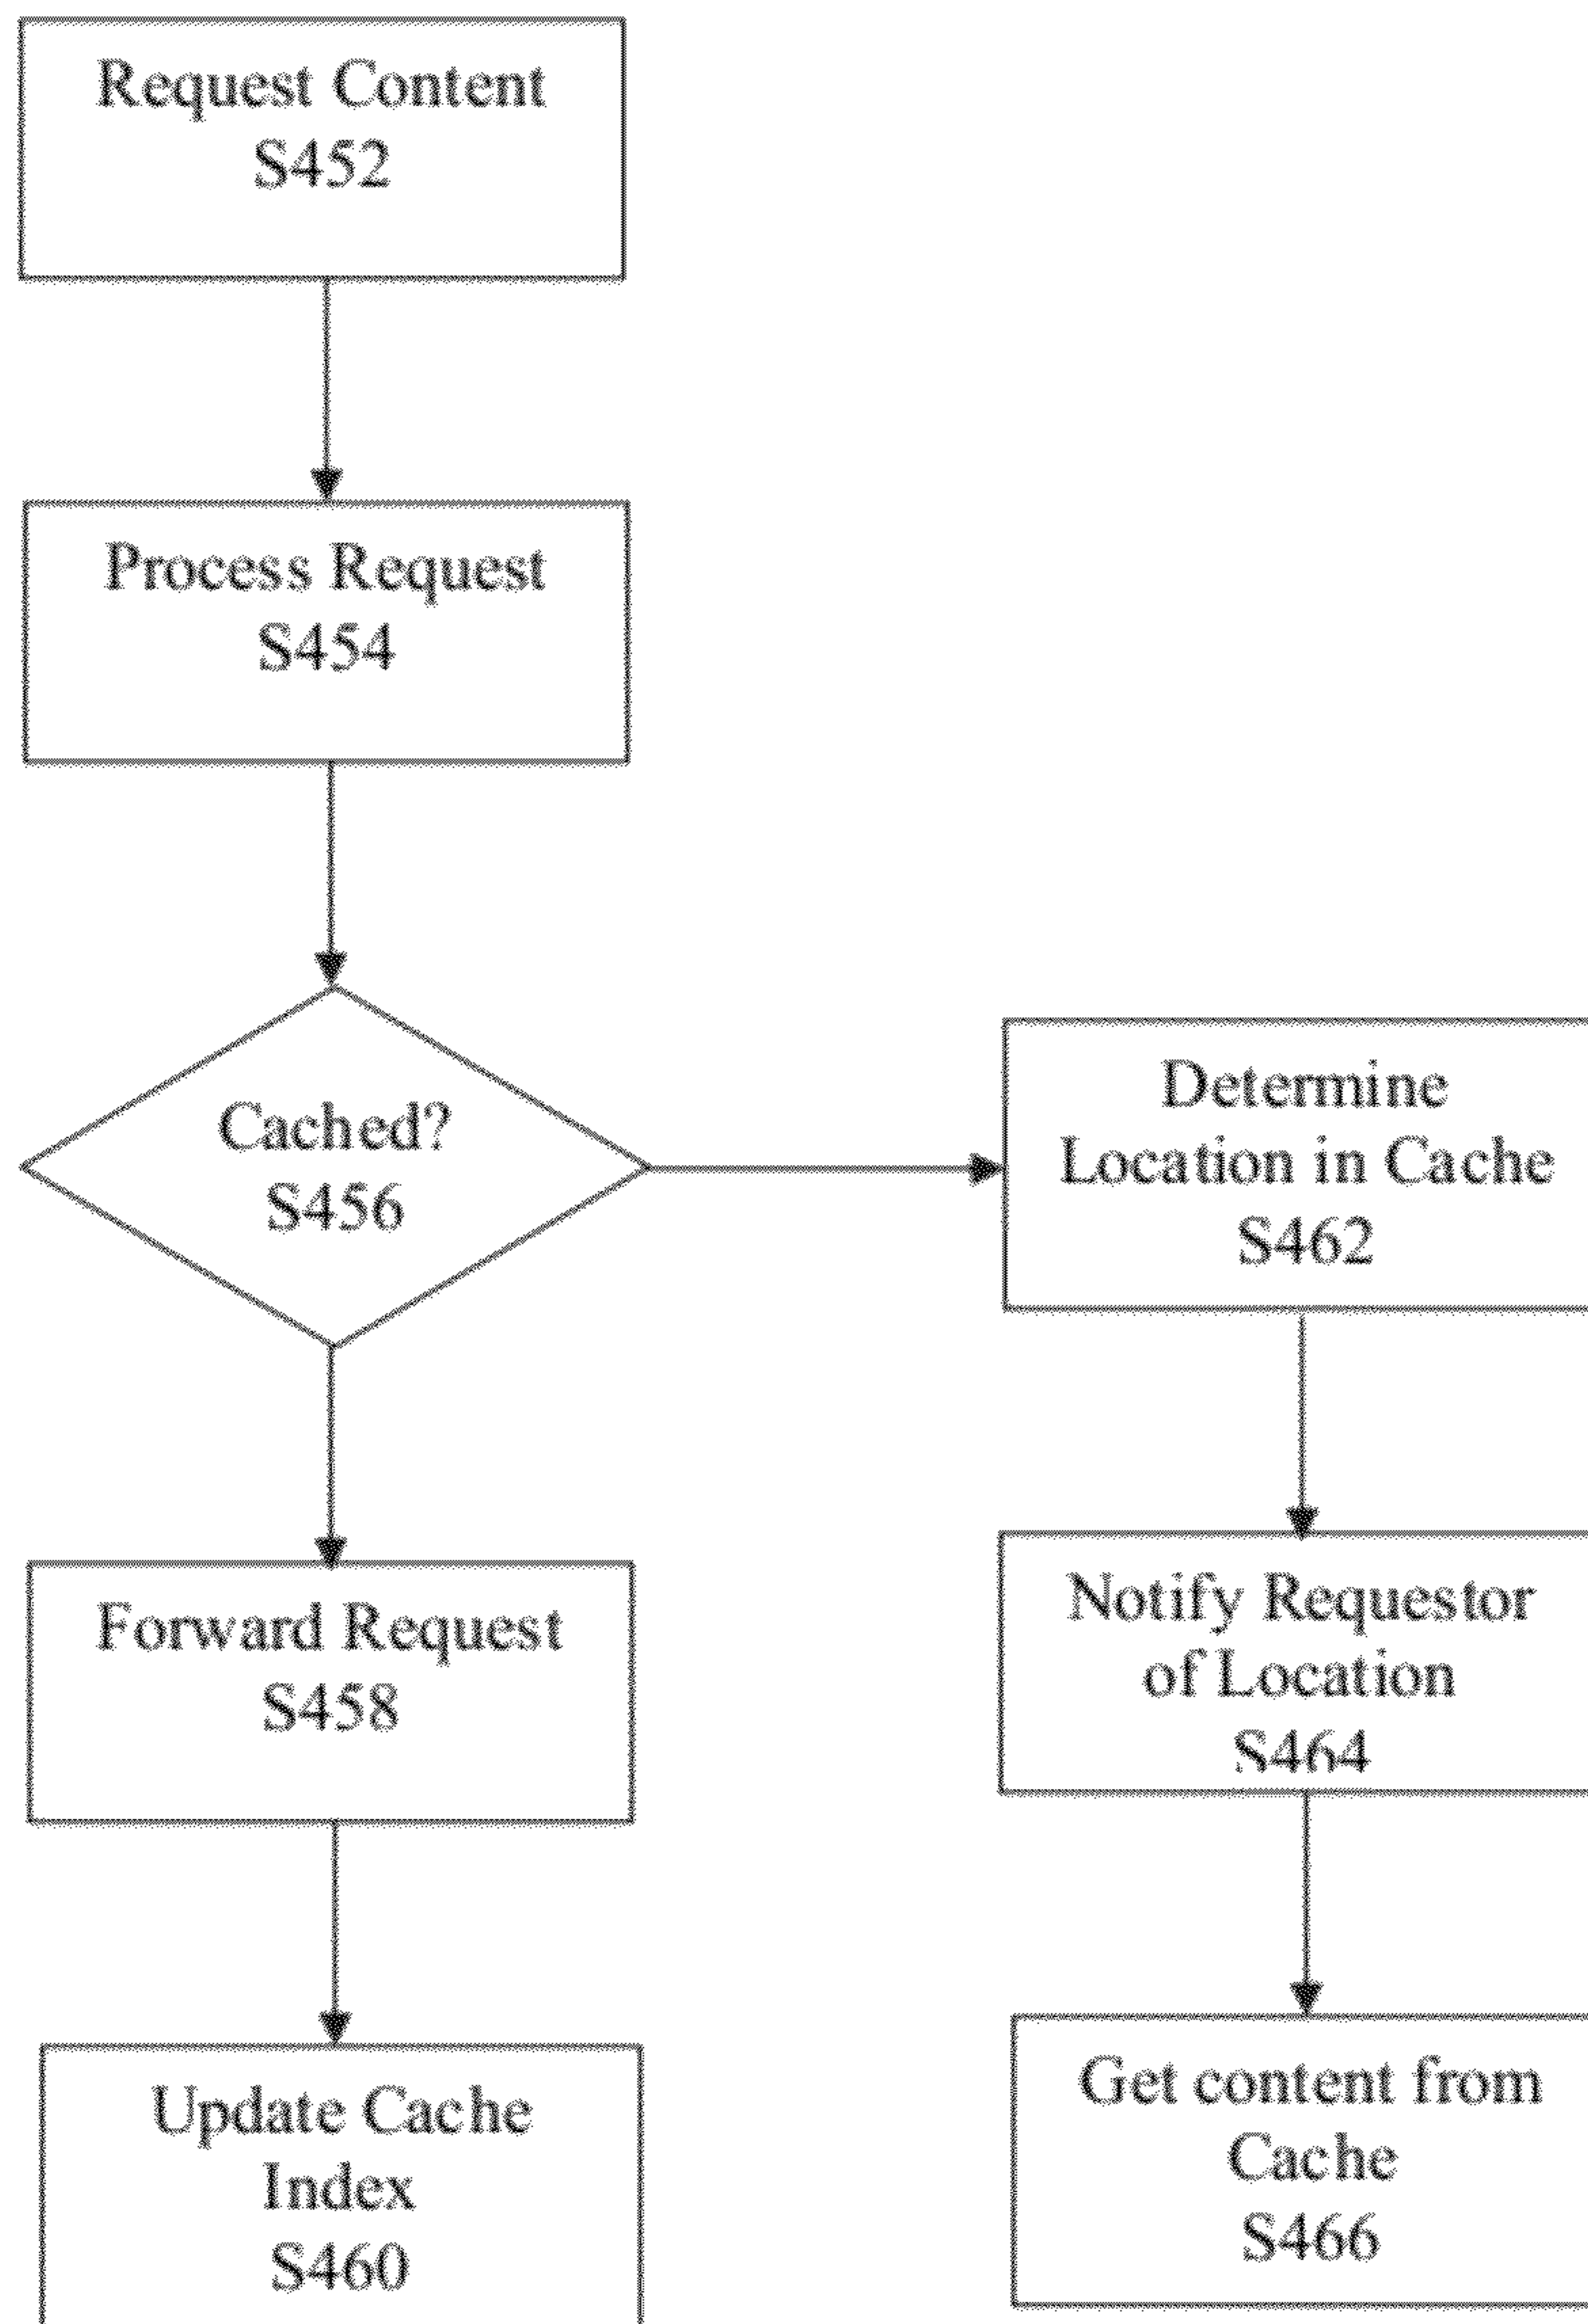 Request Content
S452
Process Request
S454
Cached?
S456
Forward Request
S458
Update Cache
Index
S460
Determine
Location in Cache
S462
Notify Requestor
of Location
S464
Get content from
Cache
S466